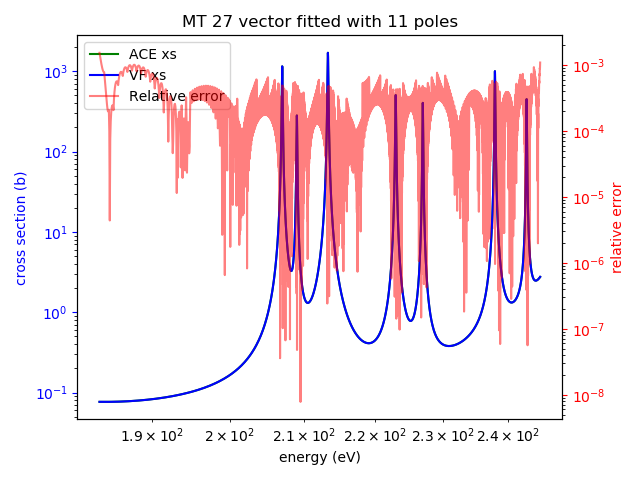 MT 27 vector fitted with 11 poles
ACE xs
VF xs
Relative error
cross section (b)
10³
10²
10¹
10⁰
10⁻¹
relative error
10⁻³
10⁻⁴
10⁻⁵
10⁻⁶
10⁻⁷
10⁻⁸
1.9 × 10² 2 × 10² 2.1 × 10² 2.2 × 10² 2.3 × 10² 2.4 × 10²
energy (eV)